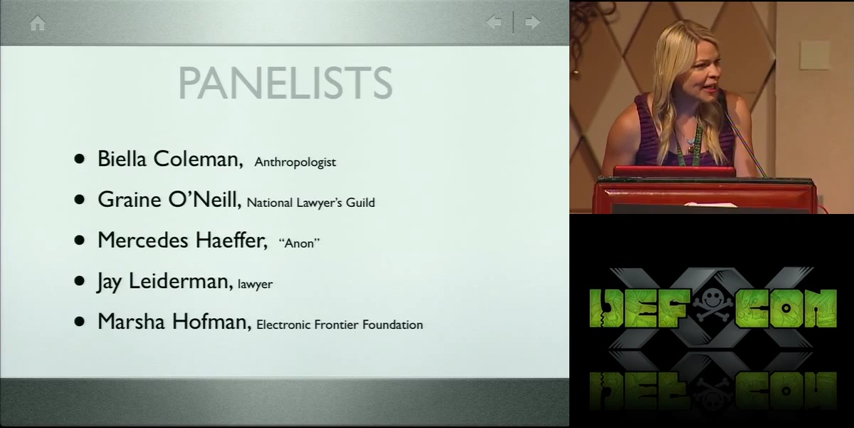 PANELISTS
• Biella Coleman, Anthropologist
• Graine O’Neill, National Lawyer’s Guild
• Mercedes Haeffer, “Anon”
• Jay Leiderman, lawyer
• Marsha Hofman, Electronic Frontier Foundation
XX
DEF CON